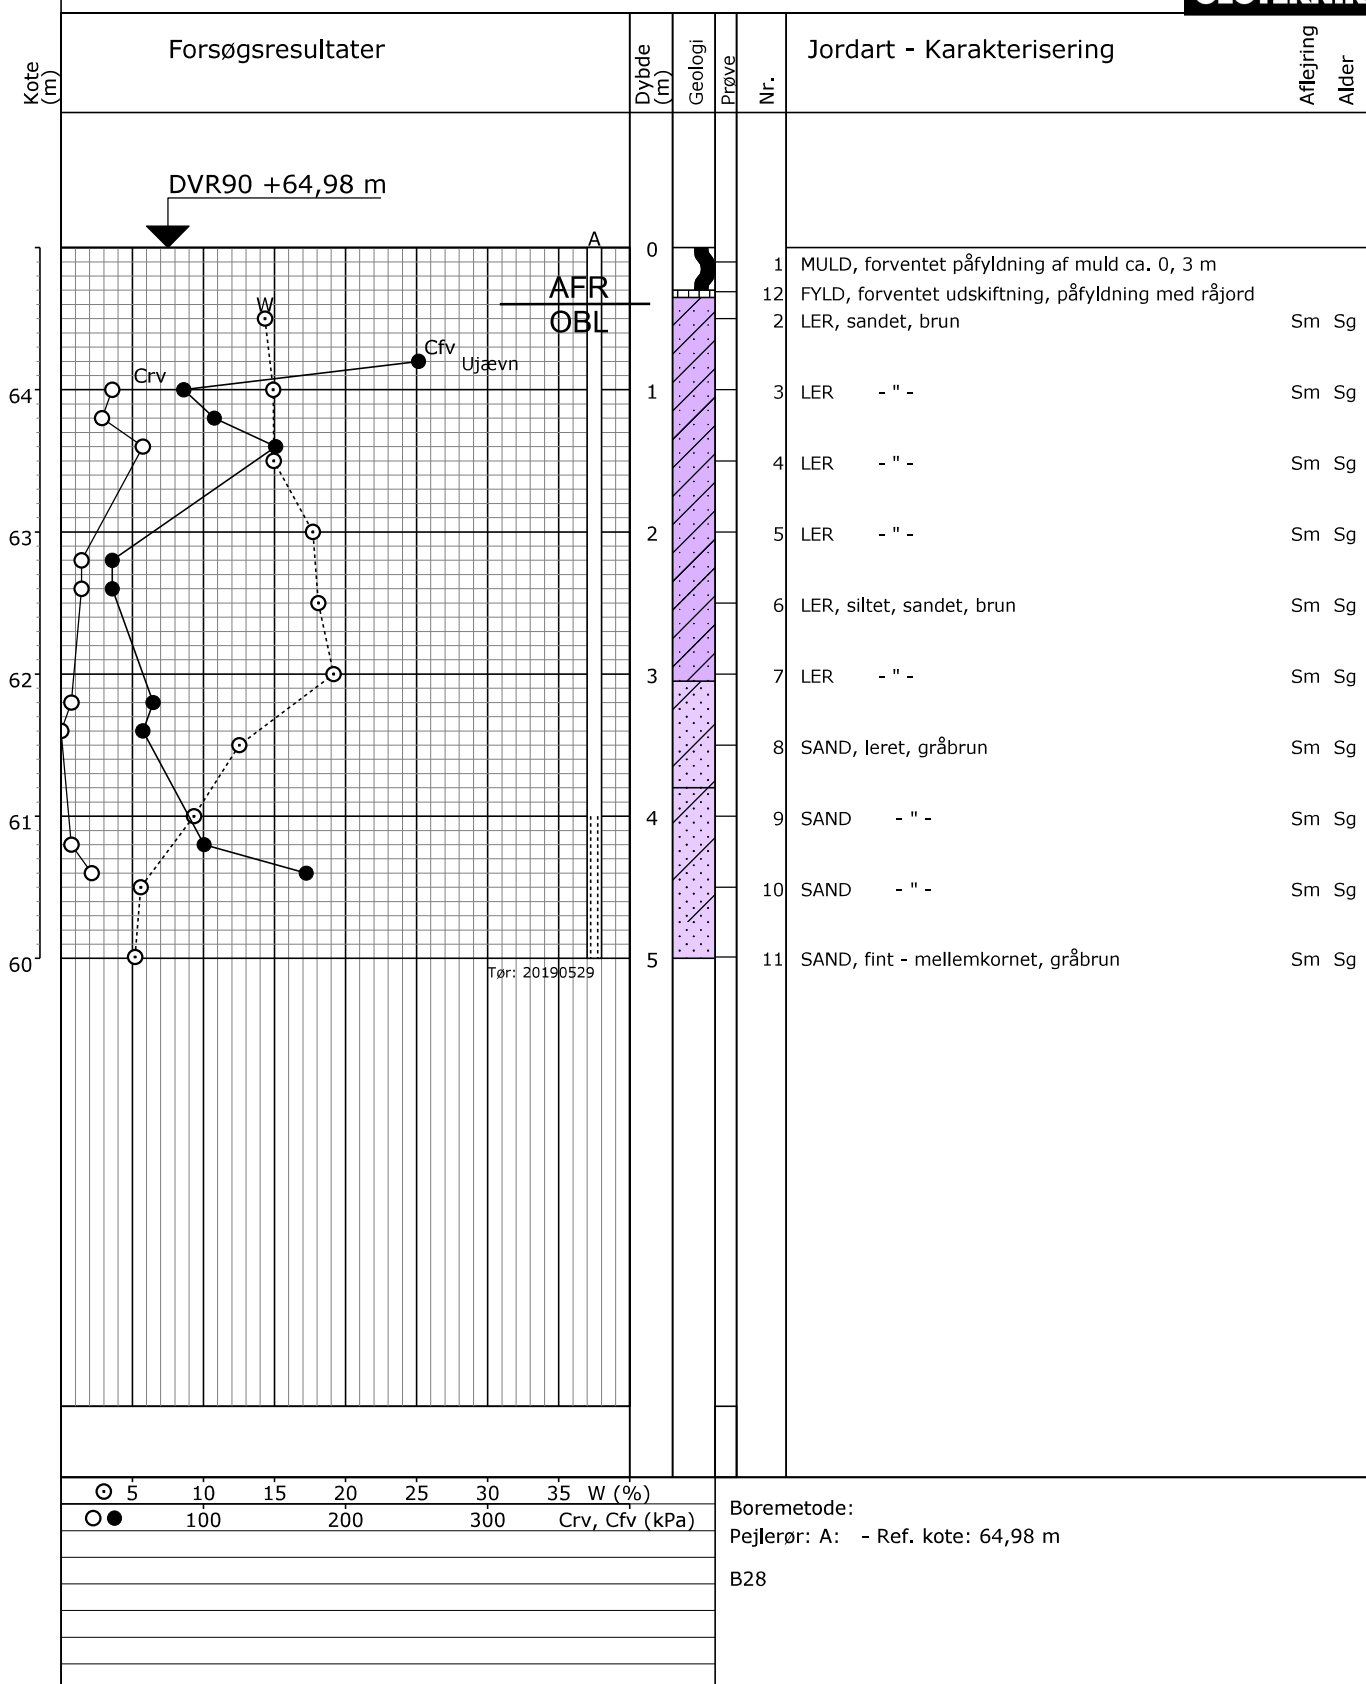 Kote (m)
Forsøgsresultater
Dybde (m)
Geologi
Prøve
Nr.
Jordart - Karakterisering
Aflejring
Alder
DVR90 +64,98 m
A
0
1 MULD, forventet påfyldning af muld ca. 0, 3 m
AFR
12 FYLD, forventet udskiftning, påfyldning med råjord
W
OBL
2 LER, sandet, brun Sm Sg
Cfv
Ujævn
Crv
64
1
3 LER - " - Sm Sg
4 LER - " - Sm Sg
63
2
5 LER - " - Sm Sg
6 LER, siltet, sandet, brun Sm Sg
62
3
7 LER - " - Sm Sg
8 SAND, leret, gråbrun Sm Sg
61
4
9 SAND - " - Sm Sg
10 SAND - " - Sm Sg
60
5
11 SAND, fint - mellemkornet, gråbrun Sm Sg
Tør: 20190529
5 10 15 20 25 30 35 W (%)
100 200 300 Crv, Cfv (kPa)
Boremetode:
Pejlerør: A: - Ref. kote: 64,98 m
B28